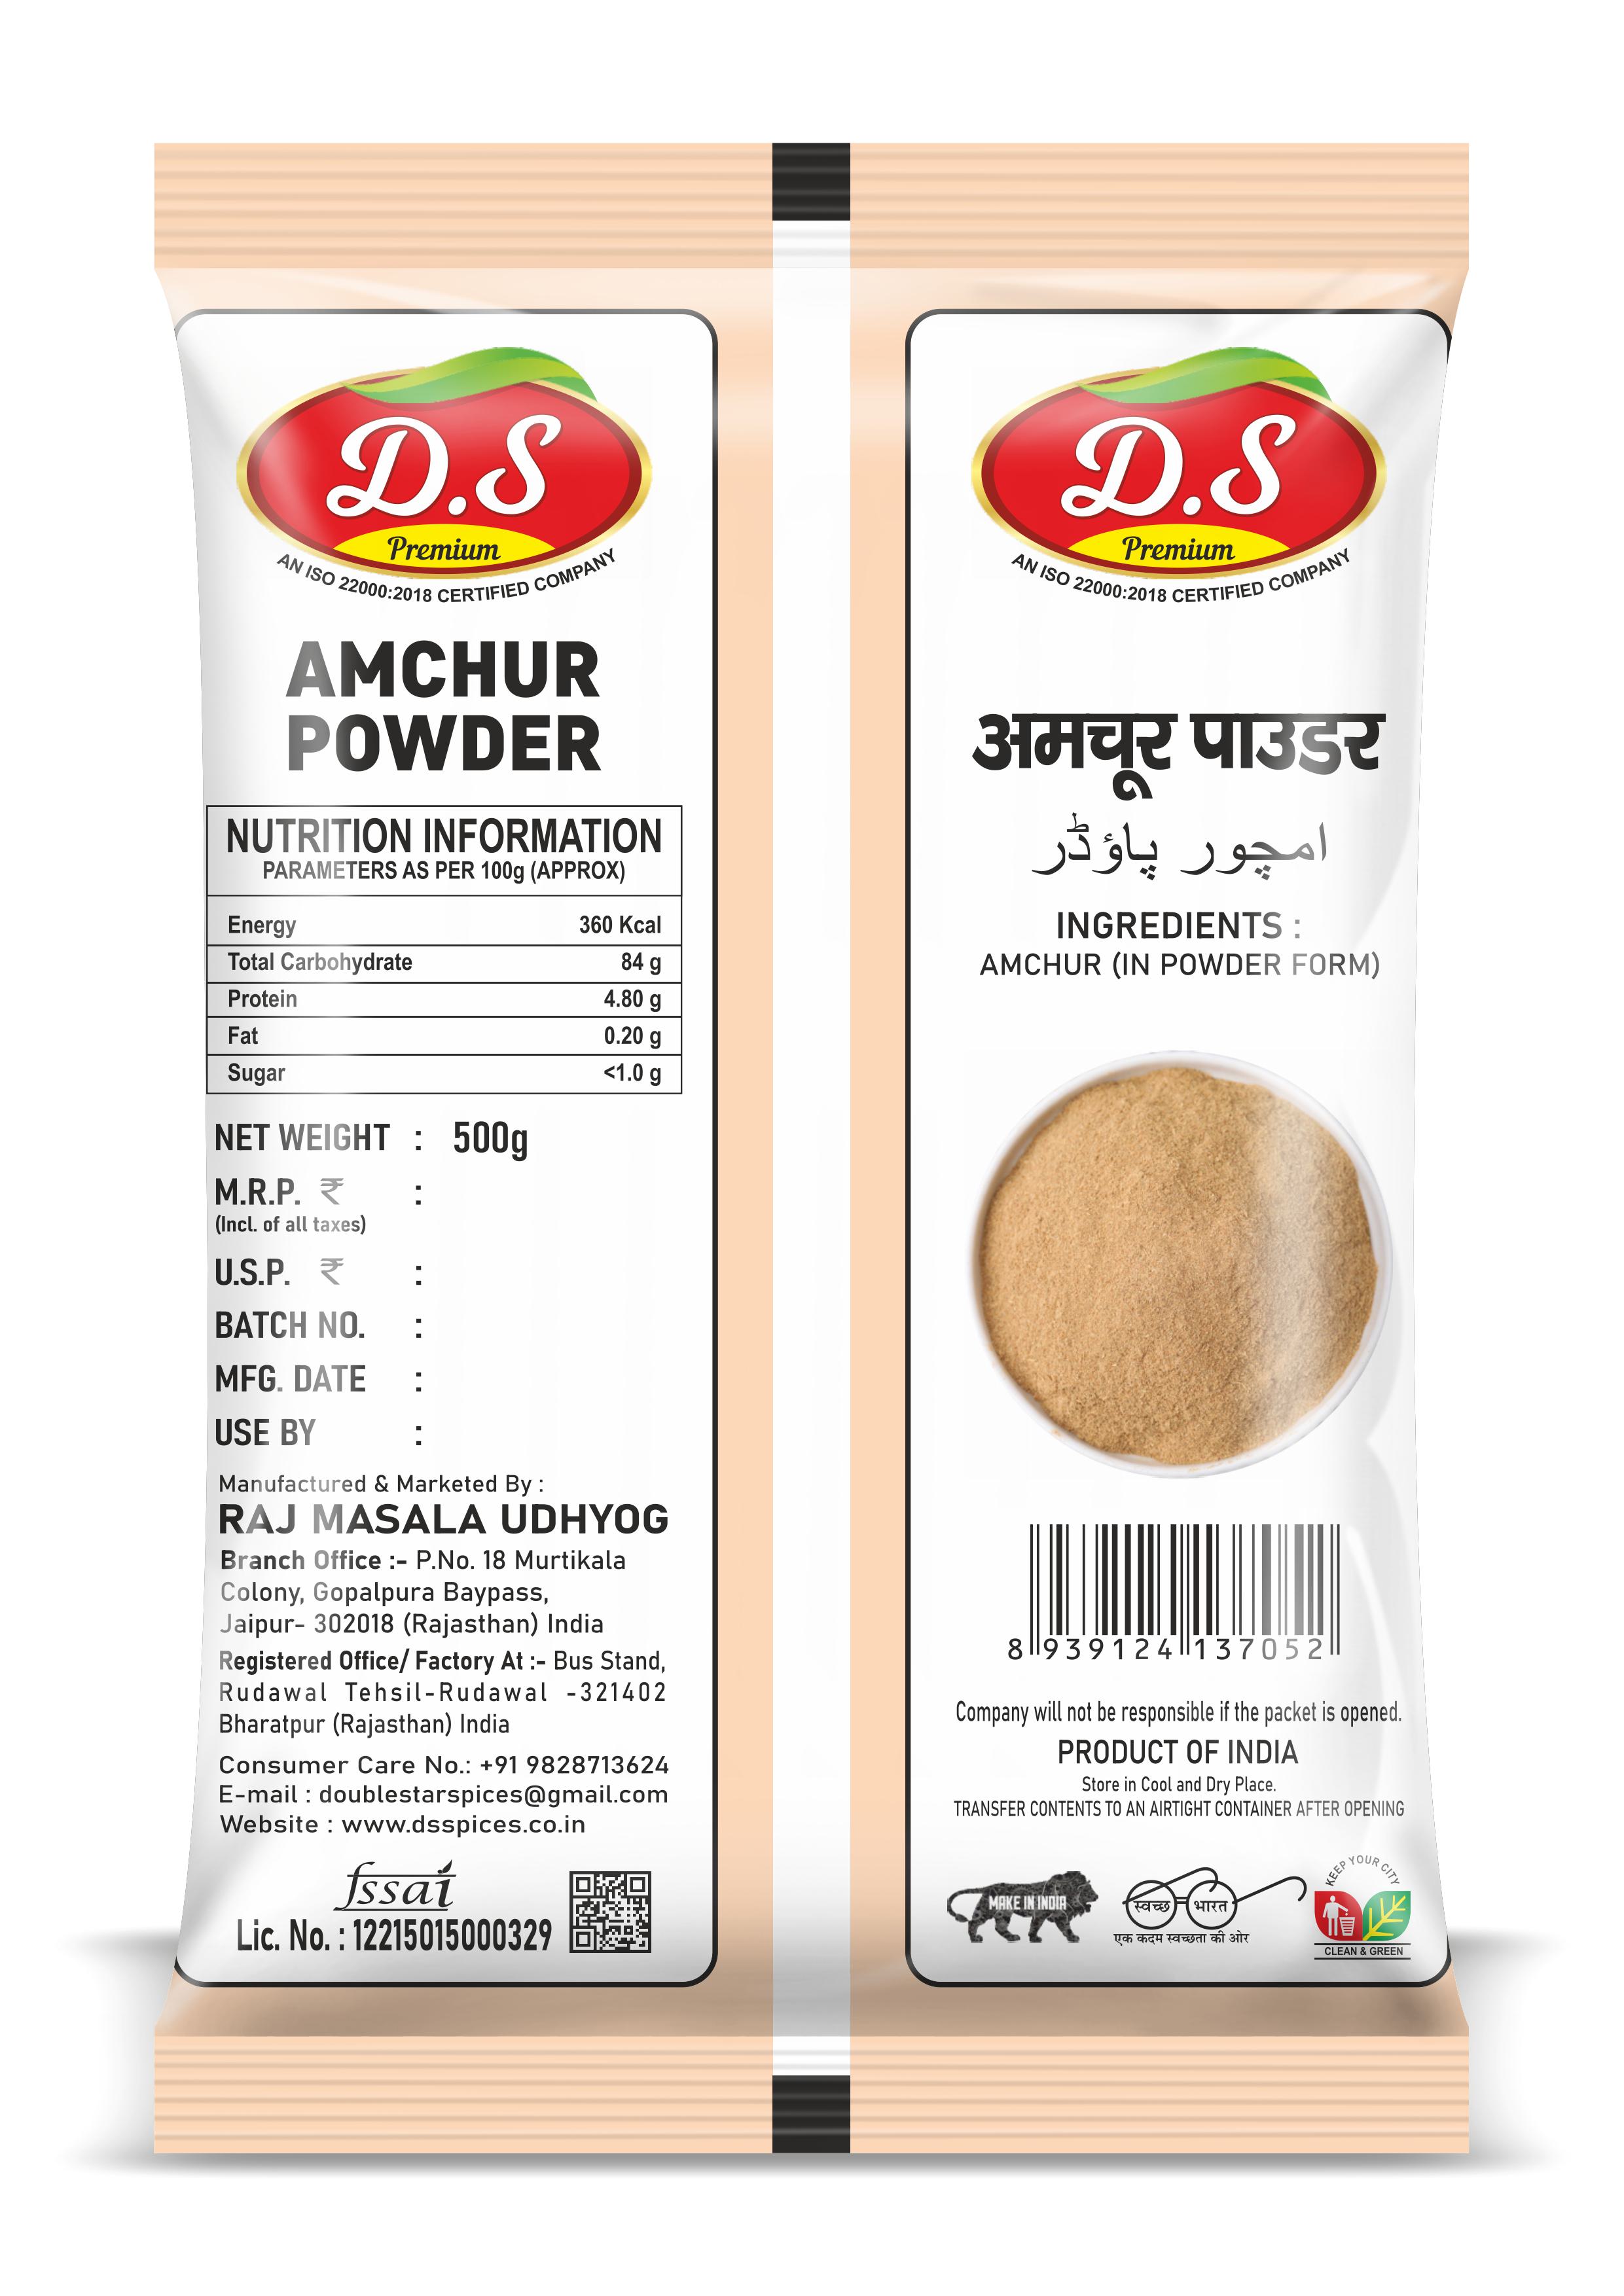 D.S
Premium
AN ISO 22000:2018 CERTIFIED COMPANY
AMCHUR
POWDER
NUTRITION INFORMATION
PARAMETERS AS PER 100g (APPROX)
Energy 360 Kcal
Total Carbohydrate 84 g
Protein 4.80 g
Fat 0.20 g
Sugar <1.0 g
NET WEIGHT : 500g
M.R.P. ₹ :
(Incl. of all taxes)
U.S.P. ₹ :
BATCH NO. :
MFG. DATE :
USE BY :
Manufactured & Marketed By :
RAJ MASALA UDHYOG
Branch Office :- P.No. 18 Murtikala
Colony, Gopalpura Baypass,
Jaipur- 302018 (Rajasthan) India
Registered Office/ Factory At :- Bus Stand,
Rudawal Tehsil-Rudawal -321402
Bharatpur (Rajasthan) India
Consumer Care No.: +91 9828713624
E-mail : doublestarspices@gmail.com
Website : www.dsspices.co.in
fssai
Lic. No. : 12215015000329
D.S
Premium
AN ISO 22000:2018 CERTIFIED COMPANY
अमचूर पाउडर
امچور پاؤڈر
INGREDIENTS :
AMCHUR (IN POWDER FORM)
8 939124 137052
Company will not be responsible if the packet is opened.
PRODUCT OF INDIA
Store in Cool and Dry Place.
TRANSFER CONTENTS TO AN AIRTIGHT CONTAINER AFTER OPENING
MAKE IN INDIA
स्वच्छ भारत
एक कदम स्वच्छता की ओर
KEEP YOUR CITY
CLEAN & GREEN